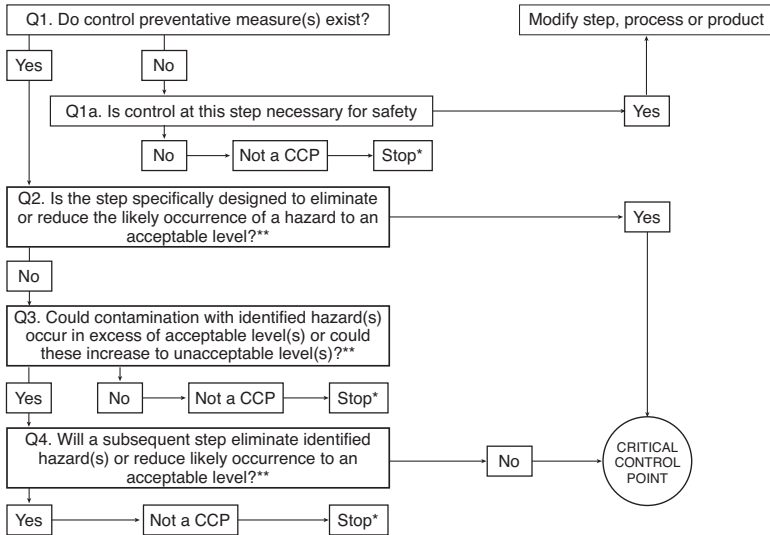 Q1. Do control preventative measure(s) exist?
Modify step, process or product
Yes
No
Q1a. Is control at this step necessary for safety
Yes
No
Not a CCP
Stop*
Q2. Is the step specifically designed to eliminate
or reduce the likely occurrence of a hazard to an
acceptable level?**
Yes
No
Q3. Could contamination with identified hazard(s)
occur in excess of acceptable level(s) or could
these increase to unacceptable level(s)?**
Yes
No
Not a CCP
Stop*
Q4. Will a subsequent step eliminate identified
hazard(s) or reduce likely occurrence to an
acceptable level?**
No
CRITICAL
CONTROL
POINT
Yes
Not a CCP
Stop*